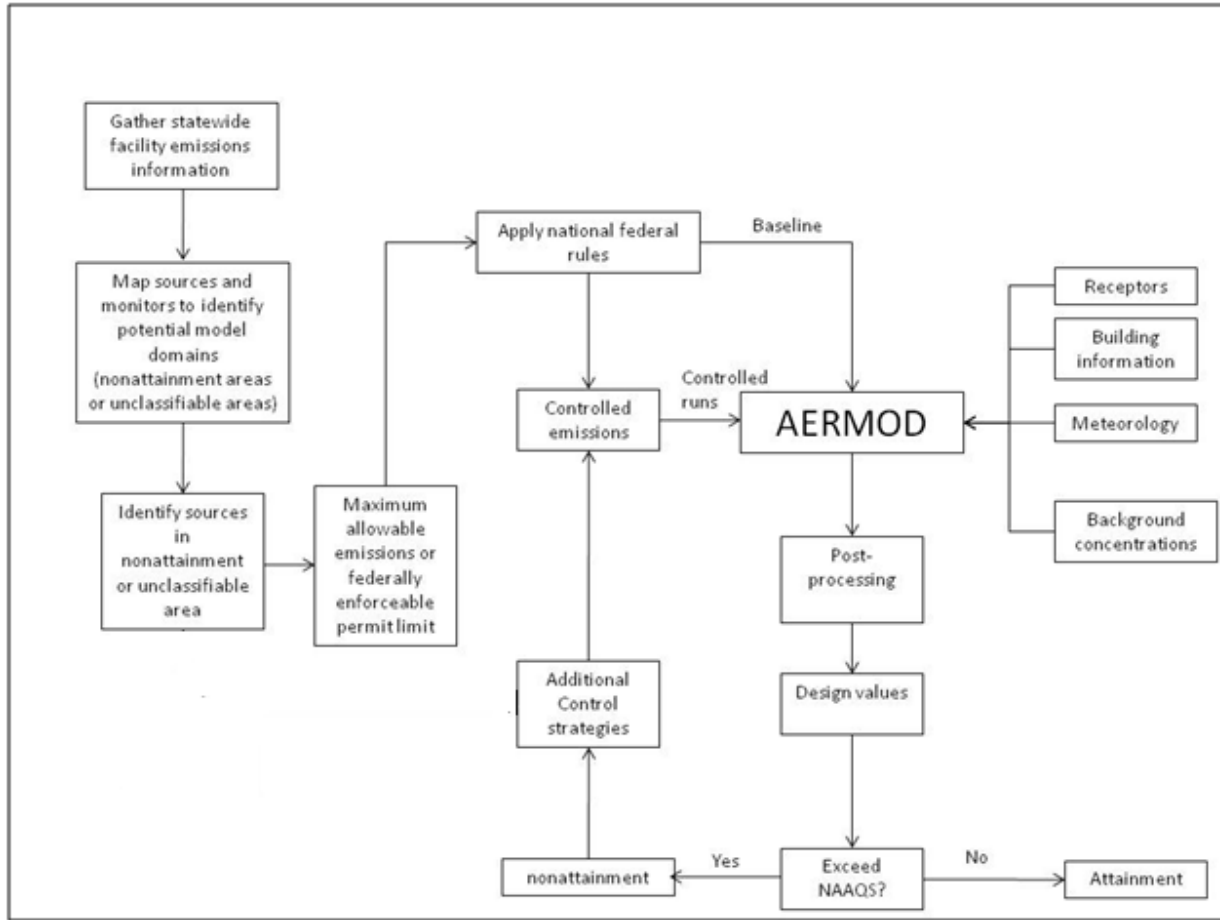 Gather statewide
facility emissions
information
Map sources and
monitors to identify
potential model
domains
(nonattainment areas
or unclassifiable areas)
Identify sources
in
nonattainment
or unclassifiable
area
Maximum
allowable
emissions or
federally
enforceable
permit limit
Apply national federal
rules
Baseline
Controlled
emissions
Controlled
runs
AERMOD
Receptors
Building
information
Meteorology
Background
concentrations
Post-
processing
Design values
Additional
Control
strategies
nonattainment
Yes
Exceed
NAAQS?
No
Attainment